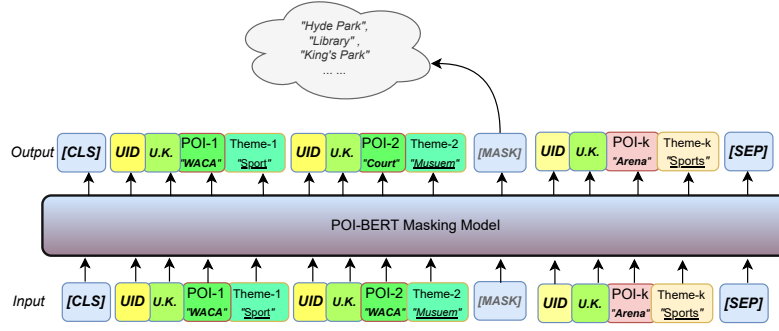 "Hyde Park",
"Library" ,
"King's Park"
... ...
Output [CLS] UID U.K. POI-1 "WACA" Theme-1 "Sport" UID U.K. POI-2 "Court" Theme-2 "Musuem" [MASK] UID U.K. POI-k "Arena" Theme-k "Sports" [SEP]
POI-BERT Masking Model
Input [CLS] UID U.K. POI-1 "WACA" Theme-1 "Sport" UID U.K. POI-2 "WACA" Theme-2 "Musuem" [MASK] UID U.K. POI-k "Arena" Theme-k "Sports" [SEP]